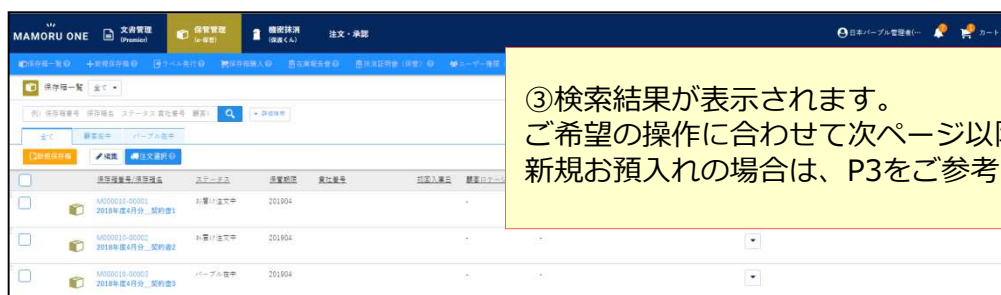 MAMORU ONE
文書管理
(Premier)
保管管理
(e-保管)
機密抹消
(保護くん)
注文・承認
日本パープル管理者(…
カート
保存箱一覧
+新規保存箱
ラベル発行
保存箱購入
在庫報告書
抹消証明書 (保管)
ユーザー権限
保存箱一覧
全て
例) 保存箱番号 保存箱名 ステータス 貴社番号 顧客
詳細検索
全て
顧客在中
パープル在中
新規保存箱
編集
注文選択
保存箱番号/保存箱名
ステータス
保管期限
貴社番号
初回入庫日
顧客ロケーシ
M000010-00001
2018年度4月分__契約書1
お届け注文中
201904
-
M000010-00002
2018年度4月分__契約書2
お届け注文中
201904
-
-
M000010-00003
2018年度4月分__契約書3
パープル在中
201904
-
-
③検索結果が表示されます。
ご希望の操作に合わせて次ページ以
新規お預入れの場合は、P3をご参考